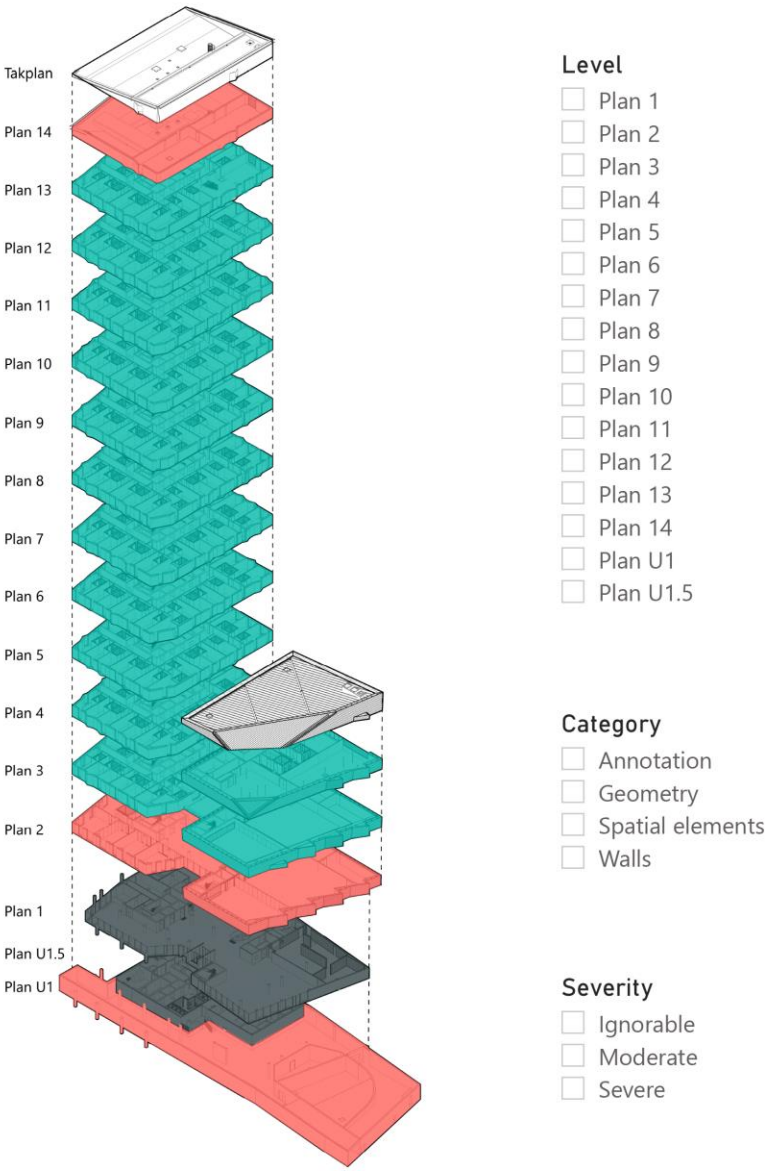 Takplan
Plan 14
Plan 13
Plan 12
Plan 11
Plan 10
Plan 9
Plan 8
Plan 7
Plan 6
Plan 5
Plan 4
Plan 3
Plan 2
Plan 1
Plan U1.5
Plan U1
Level
Plan 1
Plan 2
Plan 3
Plan 4
Plan 5
Plan 6
Plan 7
Plan 8
Plan 9
Plan 10
Plan 11
Plan 12
Plan 13
Plan 14
Plan U1
Plan U1.5
Category
Annotation
Geometry
Spatial elements
Walls
Severity
Ignorable
Moderate
Severe